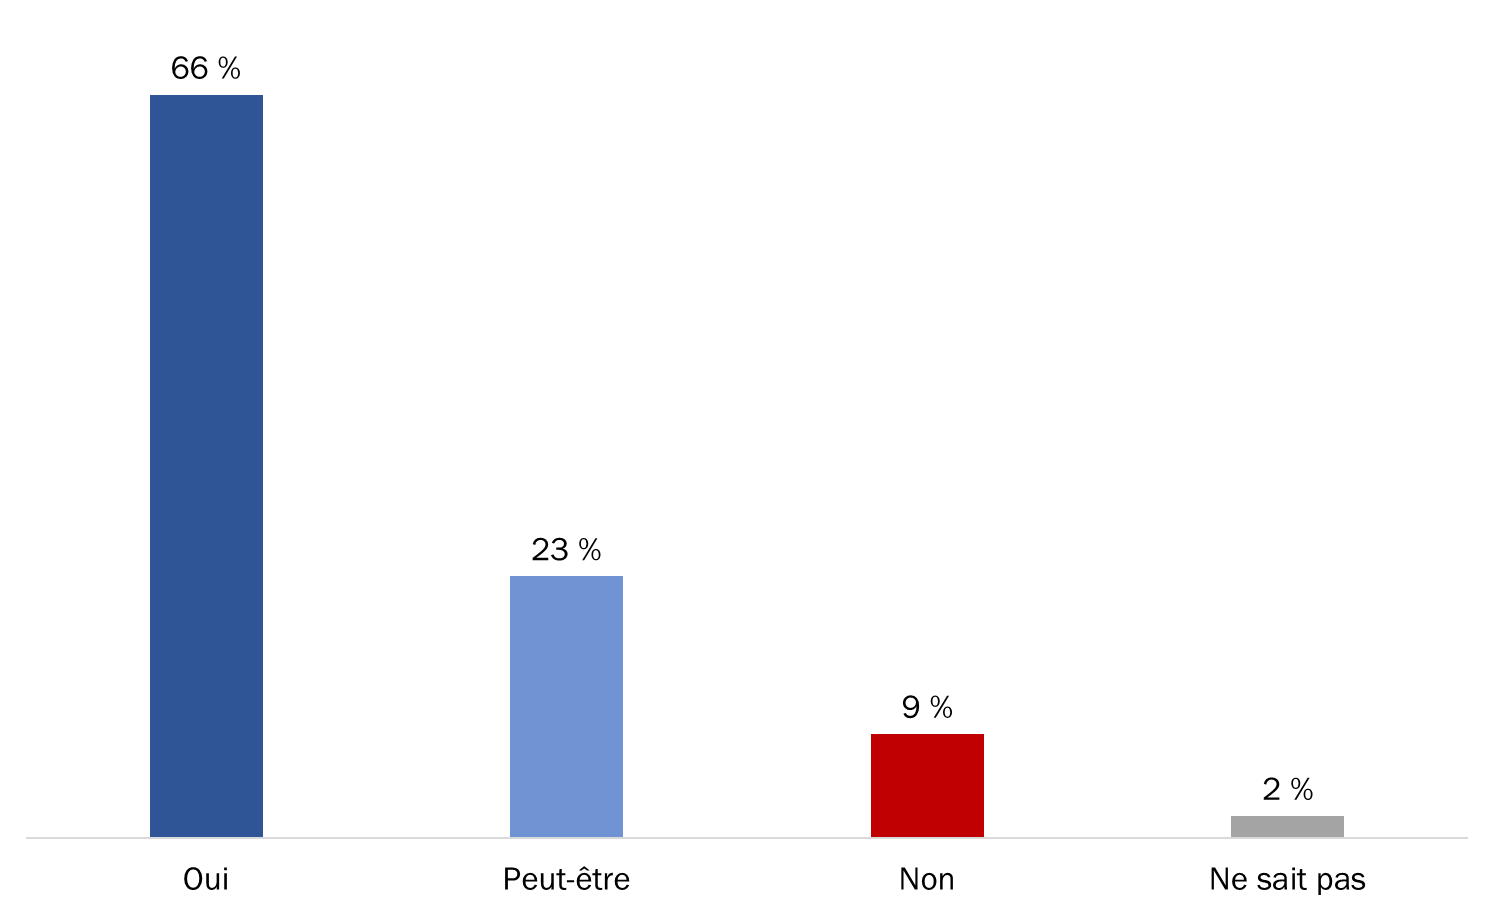 66 %
23 %
9 %
2 %
Oui
Peut-être
Non
Ne sait pas